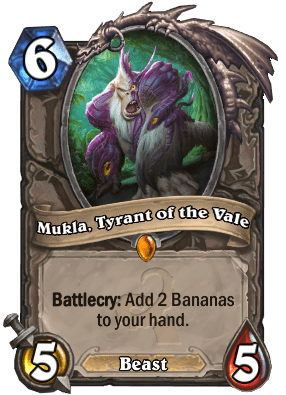 6
Mukla, Tyrant of the Vale
Battlecry: Add 2 Bananas
to your hand.
5
Beast
5